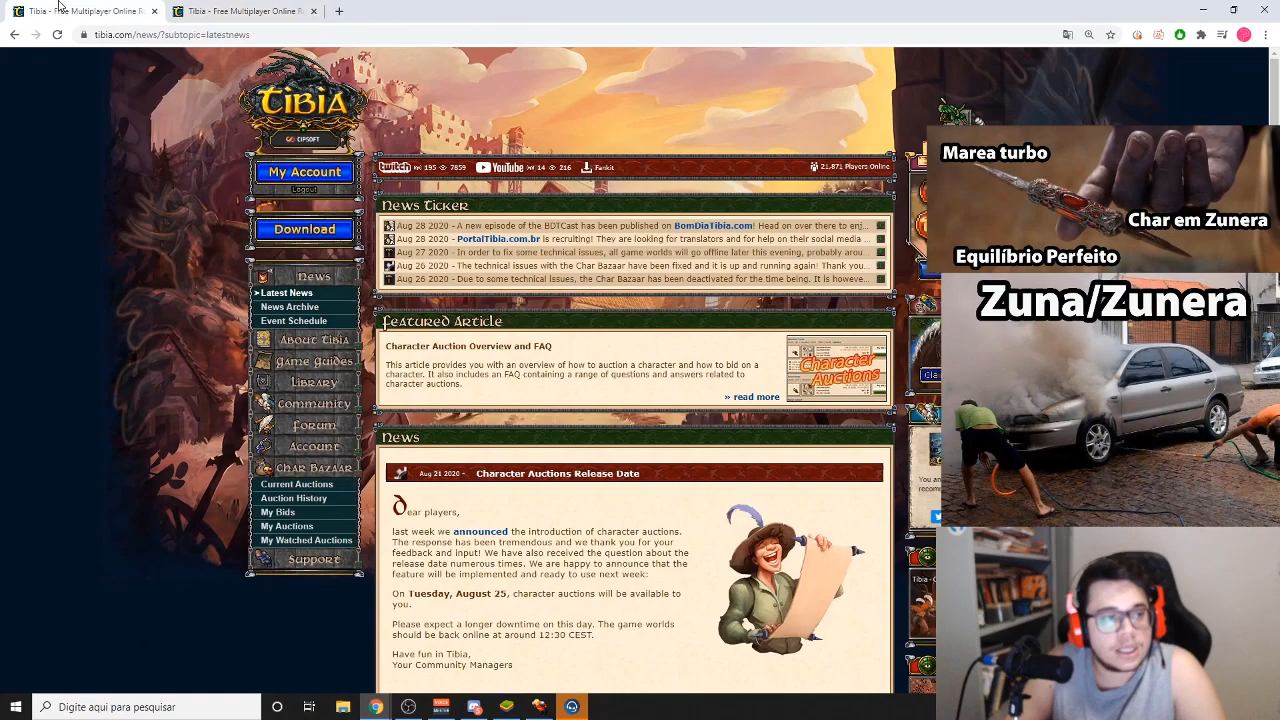 Tibia - Free Multiplayer Online R
Tibia - Free Multiplayer Online R
tibia.com/news/?subtopic=latestnews
TIBIA
CIPSOFT
My Account
Logout
Download
News
Latest News
News Archive
Event Schedule
About Tibia
Game Guides
Library
Community
Forum
Account
Char Bazaar
Current Auctions
Auction History
My Bids
My Auctions
My Watched Auctions
Support
twitch 195 7859 YouTube 14 216 Fankit 21,871 Players Online
News Ticker
Aug 28 2020 - A new episode of the BDTCast has been published on BomDiaTibia.com! Head on over there to enj...
Aug 28 2020 - PortalTibia.com.br is recruiting! They are looking for translators and for help on their social media ...
Aug 27 2020 - In order to fix some technical issues, all game worlds will go offline later this evening, probably arou...
Aug 26 2020 - The technical issues with the Char Bazaar have been fixed and it is up and running again! Thank you...
Aug 26 2020 - Due to some technical issues, the Char Bazaar has been deactivated for the time being. It is howeve...
Featured Article
Character Auction Overview and FAQ
This article provides you with an overview of how to auction a character and how to bid on a
character. It also includes an FAQ containing a range of questions and answers related to
character auctions.
Character
Auctions
» read more
News
Aug 21 2020 - Character Auctions Release Date
Dear players,
last week we announced the introduction of character auctions.
The response has been tremendous and we thank you for your
feedback and input! We have also received the question about the
release date numerous times. We are happy to announce that the
feature will be implemented and ready to use next week:
On Tuesday, August 25, character auctions will be available to
you.
Please expect a longer downtime on this day. The game worlds
should be back online at around 12:30 CEST.
Have fun in Tibia,
Your Community Managers
Marea turbo
Char em Zunera
Equilíbrio Perfeito
Zuna/Zunera
You an
recomm
Tibia - C
Digite aqui para pesquisar